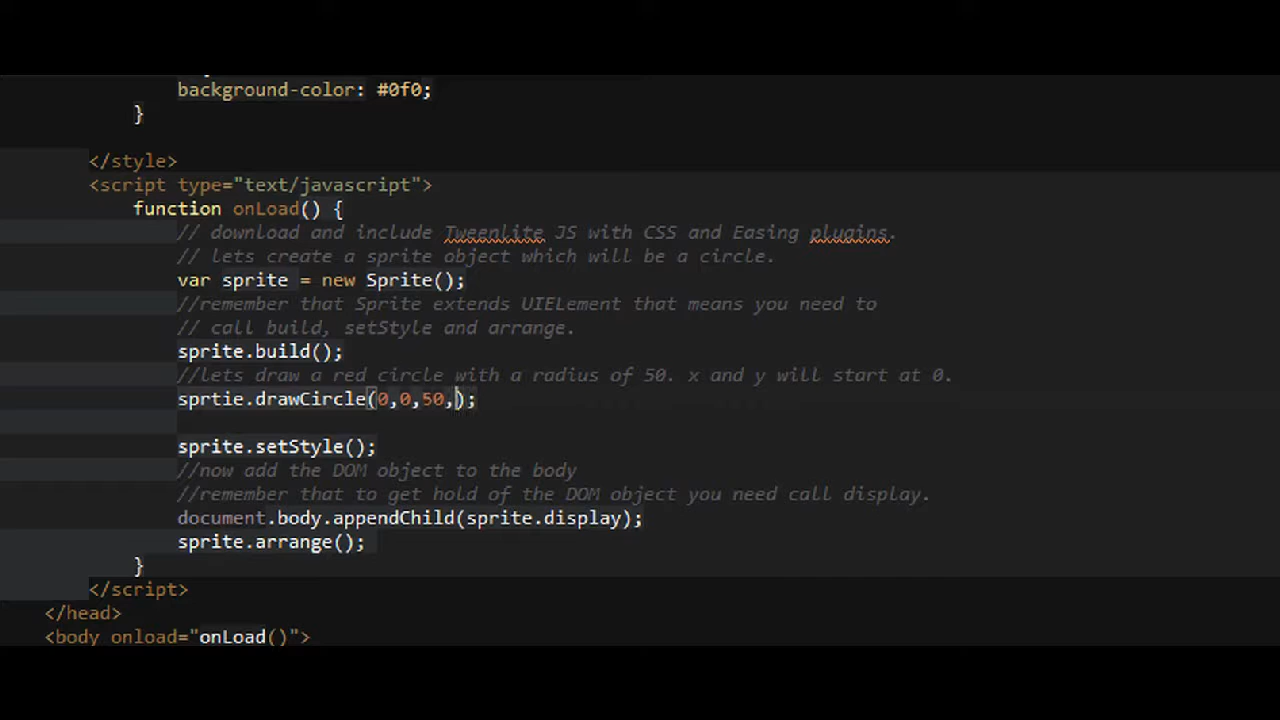 background-color: #0f0;
}
</style>
<script type="text/javascript">
function onLoad() {
// download and include Tweenlite JS with CSS and Easing plugins.
// lets create a sprite object which will be a circle.
var sprite = new Sprite();
//remember that Sprite extends UIELement that means you need to
// call build, setStyle and arrange.
sprite.build();
//lets draw a red circle with a radius of 50. x and y will start at 0.
sprtie.drawCircle(0,0,50,);
sprite.setStyle();
//now add the DOM object to the body
//remember that to get hold of the DOM object you need call display.
document.body.appendChild(sprite.display);
sprite.arrange();
}
</script>
</head>
<body onload="onLoad()">